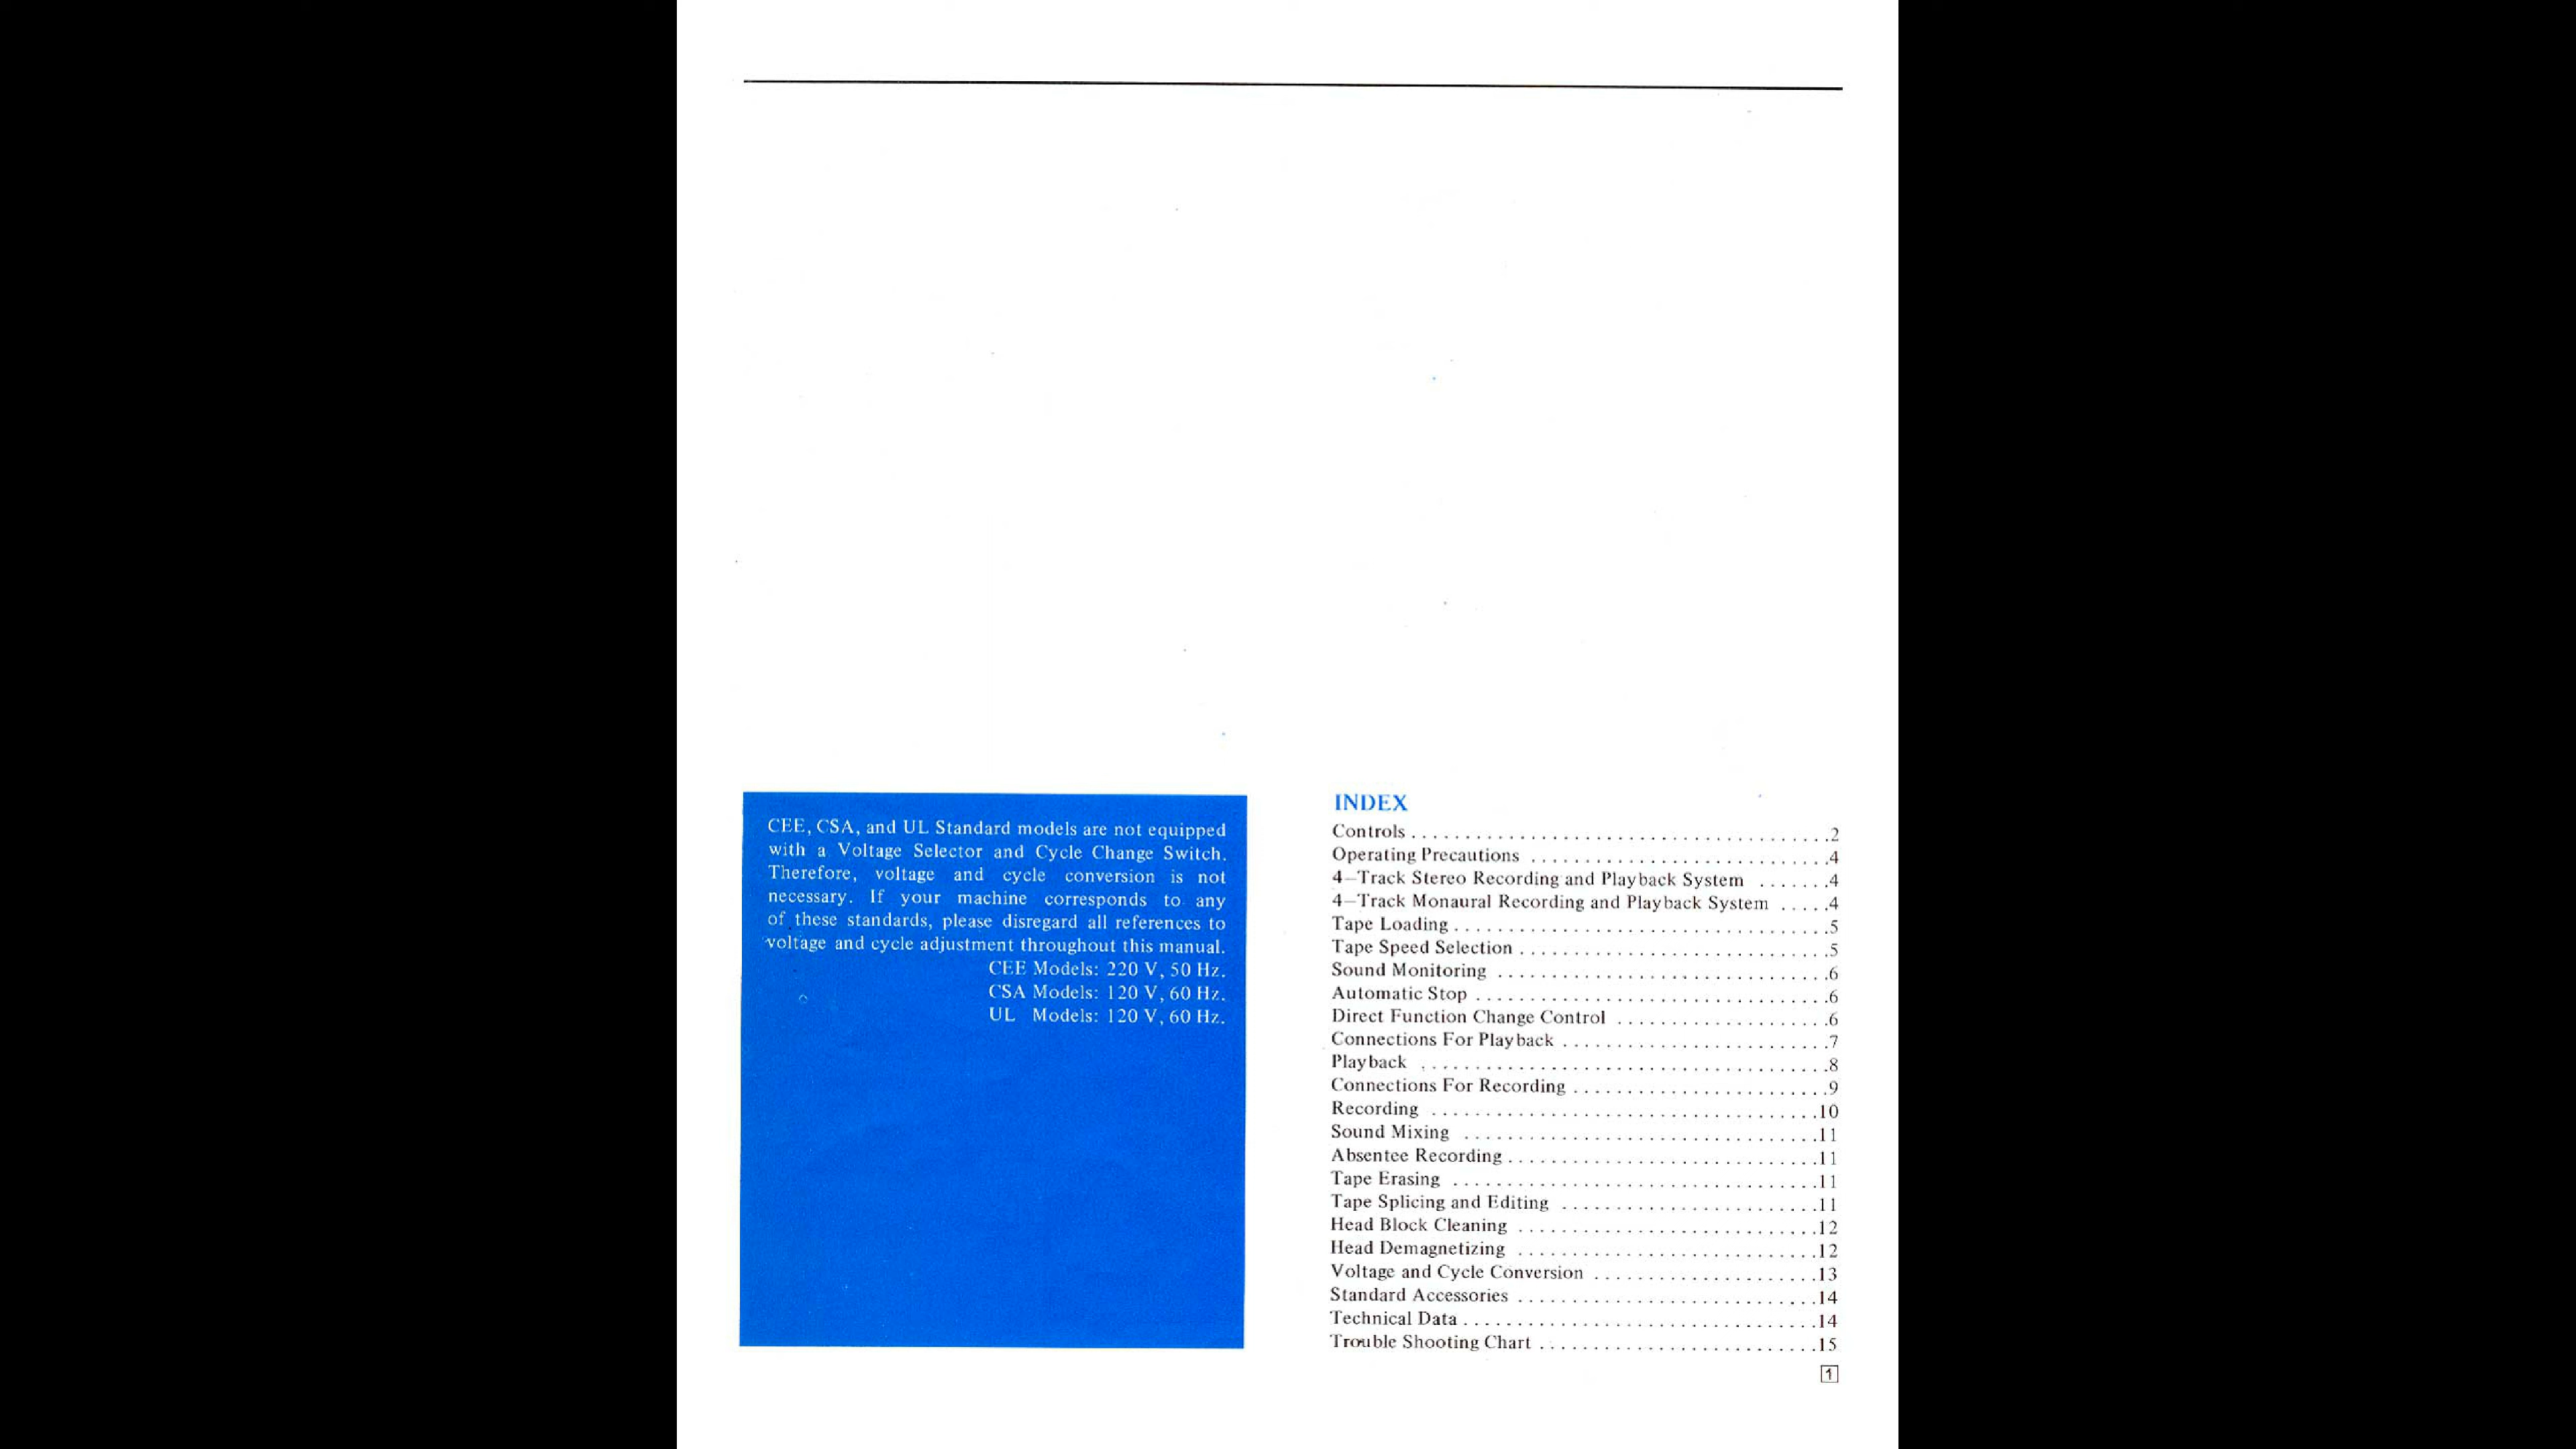 CEE, CSA, and UL Standard models are not equipped
with a Voltage Selector and Cycle Change Switch.
Therefore, voltage and cycle conversion is not
necessary. If your machine corresponds to any
of these standards, please disregard all references to
voltage and cycle adjustment throughout this manual.
CEE Models: 220 V, 50 Hz.
CSA Models: 120 V, 60 Hz.
UL Models: 120 V, 60 Hz.
INDEX
Controls . . . . . . . . . . . . . . . . . . . . . . . . . . . . . . . . . . . . . . .2
Operating Precautions . . . . . . . . . . . . . . . . . . . . . . . . . . . .4
4–Track Stereo Recording and Playback System . . . . . . .4
4–Track Monaural Recording and Playback System . . . . .4
Tape Loading . . . . . . . . . . . . . . . . . . . . . . . . . . . . . . . . . . .5
Tape Speed Selection . . . . . . . . . . . . . . . . . . . . . . . . . . . . .5
Sound Monitoring . . . . . . . . . . . . . . . . . . . . . . . . . . . . . . .6
Automatic Stop . . . . . . . . . . . . . . . . . . . . . . . . . . . . . . . . .6
Direct Function Change Control . . . . . . . . . . . . . . . . . . . .6
Connections For Playback . . . . . . . . . . . . . . . . . . . . . . . . .7
Playback . . . . . . . . . . . . . . . . . . . . . . . . . . . . . . . . . . . . . .8
Connections For Recording . . . . . . . . . . . . . . . . . . . . . . . .9
Recording . . . . . . . . . . . . . . . . . . . . . . . . . . . . . . . . . . . .10
Sound Mixing . . . . . . . . . . . . . . . . . . . . . . . . . . . . . . . . .11
Absentee Recording . . . . . . . . . . . . . . . . . . . . . . . . . . . . .11
Tape Erasing . . . . . . . . . . . . . . . . . . . . . . . . . . . . . . . . . .11
Tape Splicing and Editing . . . . . . . . . . . . . . . . . . . . . . . .11
Head Block Cleaning . . . . . . . . . . . . . . . . . . . . . . . . . . . .12
Head Demagnetizing . . . . . . . . . . . . . . . . . . . . . . . . . . . .12
Voltage and Cycle Conversion . . . . . . . . . . . . . . . . . . . . .13
Standard Accessories . . . . . . . . . . . . . . . . . . . . . . . . . . . .14
Technical Data . . . . . . . . . . . . . . . . . . . . . . . . . . . . . . . . .14
Trouble Shooting Chart . . . . . . . . . . . . . . . . . . . . . . . . . .15
1